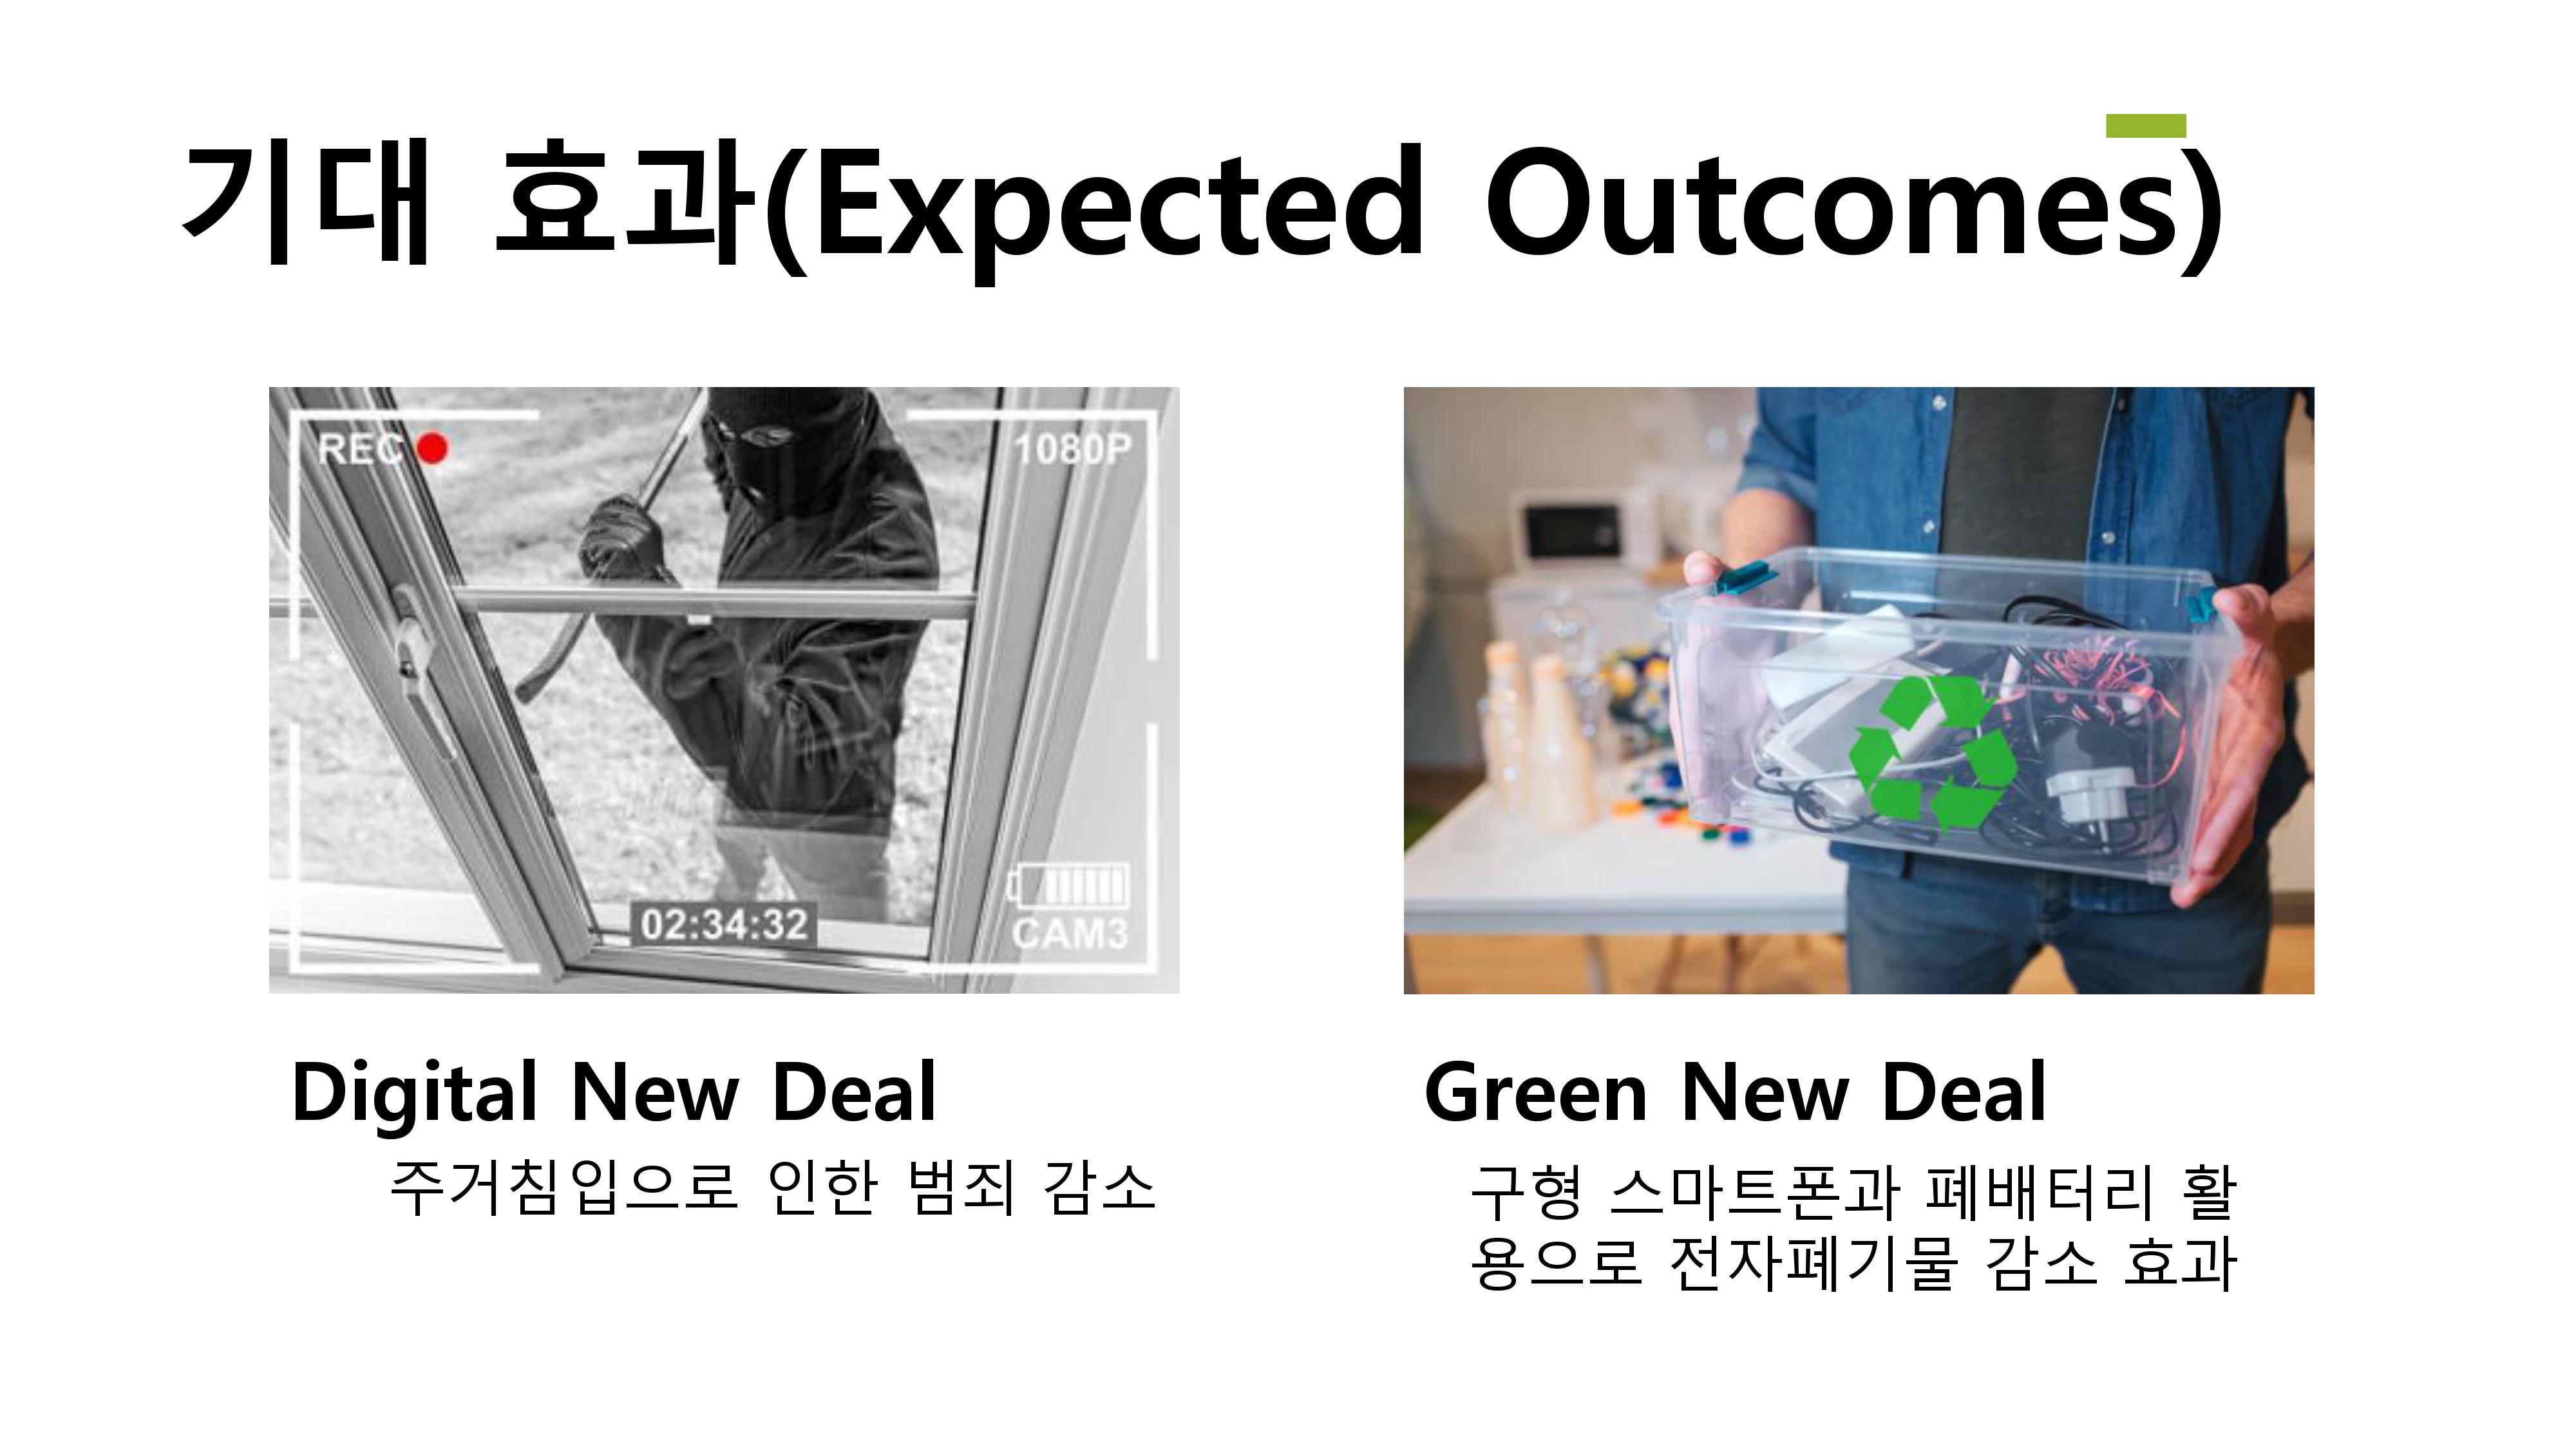 기대 효과(Expected Outcomes)
REC
1080P
02:34:32
CAM3
Digital New Deal
주거침입으로 인한 범죄 감소
Green New Deal
구형 스마트폰과 폐배터리 활
용으로 전자폐기물 감소 효과